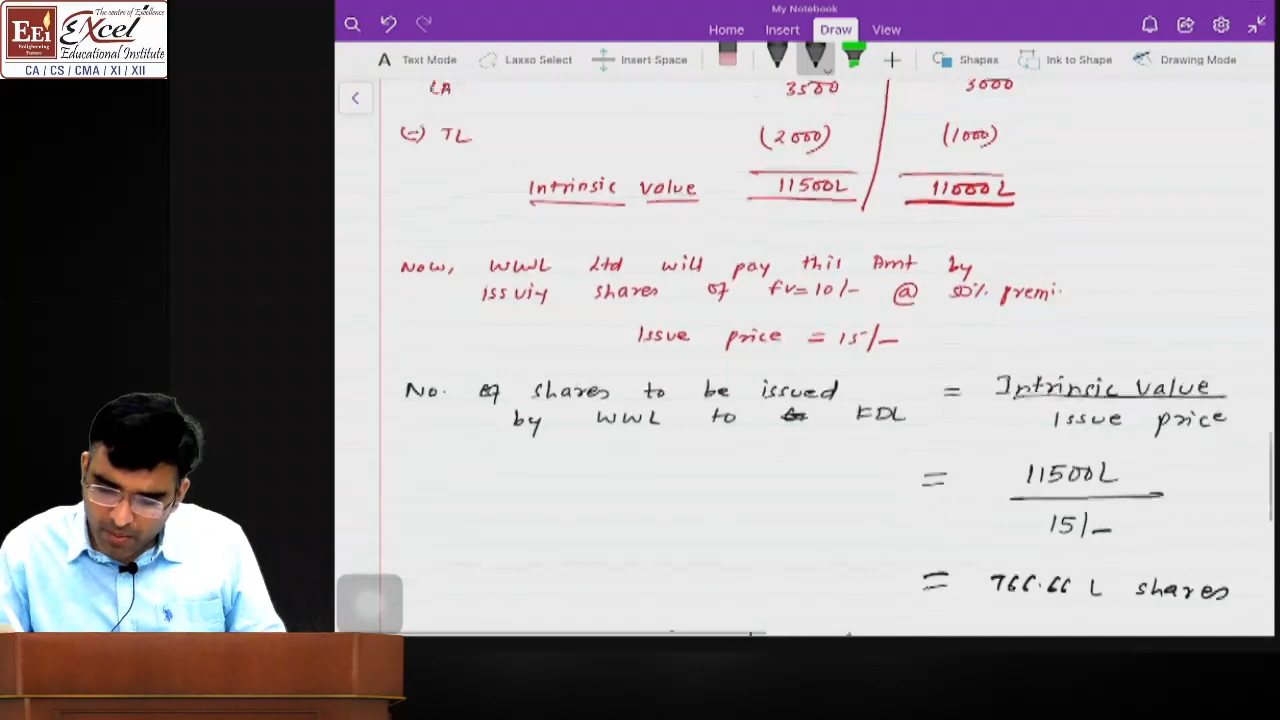 The centre of Excellence
EEi
Enlightening Future
Excel
Educational Institute
CA / CS / CMA / XI / XII
My Notebook
Home Insert Draw View
A Text Mode Lasso Select Insert Space Shapes Ink to Shape Drawing Mode
CA 3500 3000
(-) TL (2000) (1000)
Intrinsic value 11500L 11000L
Now, WWL Ltd will pay this Amt by
issuiy shares of fv=10/- @ 50% premi
Issue price = 15/-
No. of shares to be issued = Intrinsic value
by WWL to KDL Issue price
= 11500L
15/-
= 766.66 L shares